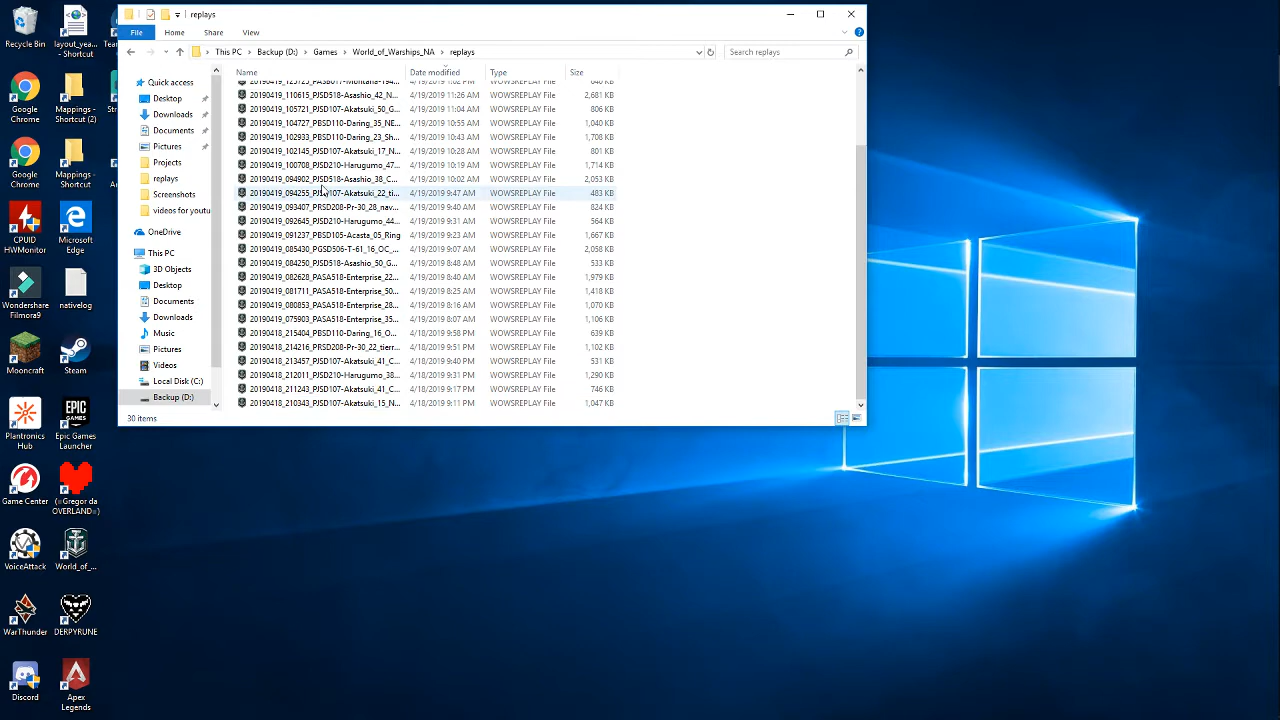 replays
File
Home
Share
View
This PC
Backup (D:)
Games
World_of_Warships_NA
replays
Search replays
Name
Date modified
Type
Size
4/19/2019 1:02 PM WOWSREPLAY File 640 KB
20190419_110615_PJSD518-Asashio_42_N... 4/19/2019 11:26 AM WOWSREPLAY File 2,681 KB
20190419_105721_PJSD107-Akatsuki_50_G... 4/19/2019 11:04 AM WOWSREPLAY File 806 KB
20190419_104727_PBSD110-Daring_35_NE... 4/19/2019 10:55 AM WOWSREPLAY File 1,040 KB
20190419_102933_PBSD110-Daring_23_Sh... 4/19/2019 10:43 AM WOWSREPLAY File 1,708 KB
20190419_102145_PJSD107-Akatsuki_17_N... 4/19/2019 10:28 AM WOWSREPLAY File 801 KB
20190419_100708_PJSD210-Harugumo_47... 4/19/2019 10:19 AM WOWSREPLAY File 1,714 KB
20190419_094902_PJSD518-Asashio_38_C... 4/19/2019 10:02 AM WOWSREPLAY File 2,053 KB
20190419_094255_PJSD107-Akatsuki_22_ti... 4/19/2019 9:47 AM WOWSREPLAY File 483 KB
20190419_093407_PRSD208-Pr-30_28_nav... 4/19/2019 9:40 AM WOWSREPLAY File 824 KB
20190419_092645_PJSD210-Harugumo_44... 4/19/2019 9:31 AM WOWSREPLAY File 564 KB
20190419_091237_PBSD105-Acasta_05_Ring 4/19/2019 9:23 AM WOWSREPLAY File 1,667 KB
20190419_085430_PGSD506-T-61_16_OC_... 4/19/2019 9:07 AM WOWSREPLAY File 2,058 KB
20190419_084250_PJSD518-Asashio_50_G... 4/19/2019 8:48 AM WOWSREPLAY File 533 KB
20190419_082628_PASA518-Enterprise_22... 4/19/2019 8:40 AM WOWSREPLAY File 1,979 KB
20190419_081711_PASA518-Enterprise_50... 4/19/2019 8:25 AM WOWSREPLAY File 1,418 KB
20190419_080853_PASA518-Enterprise_28... 4/19/2019 8:16 AM WOWSREPLAY File 1,070 KB
20190419_075903_PASA518-Enterprise_35... 4/19/2019 8:07 AM WOWSREPLAY File 1,106 KB
20190418_215404_PBSD110-Daring_16_O... 4/18/2019 9:58 PM WOWSREPLAY File 639 KB
20190418_214216_PRSD208-Pr-30_22_tierr... 4/18/2019 9:51 PM WOWSREPLAY File 1,102 KB
20190418_213457_PJSD107-Akatsuki_41_C... 4/18/2019 9:40 PM WOWSREPLAY File 531 KB
20190418_212011_PJSD210-Harugumo_38... 4/18/2019 9:31 PM WOWSREPLAY File 1,290 KB
20190418_211243_PJSD107-Akatsuki_41_C... 4/18/2019 9:17 PM WOWSREPLAY File 746 KB
20190418_210343_PJSD107-Akatsuki_15_N... 4/18/2019 9:11 PM WOWSREPLAY File 1,047 KB
Quick access
Desktop
Downloads
Documents
Pictures
Projects
replays
Screenshots
videos for youtu
OneDrive
This PC
3D Objects
Desktop
Documents
Downloads
Music
Pictures
Videos
Local Disk (C:)
Backup (D:)
30 items
Recycle Bin
layout_yea...
- Shortcut
Google
Chrome
Mappings -
Shortcut (2)
Google
Chrome
Mappings -
Shortcut
CPUID
HWMonitor
Microsoft
Edge
Wondershare
Filmora9
nativelog
Mooncraft
Steam
Plantronics
Hub
EPIC
GAMES
Epic Games
Launcher
Game Center
(=Gregor da
OVERLAND=)
VoiceAttack
World_of_...
WarThunder
DERPYRUNE
Discord
Apex
Legends